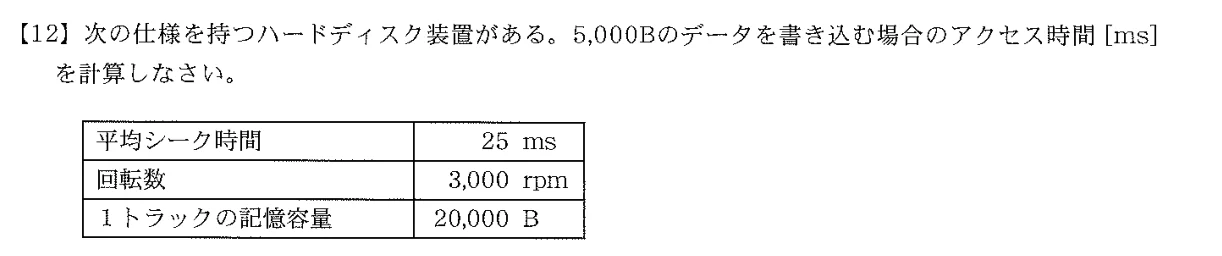 【12】次の仕様を持つハードディスク装置がある。5,000Bのデータを書き込む場合のアクセス時間 [ms]
を計算しなさい。
平均シーク時間 25 ms
回転数 3,000 rpm
1トラックの記憶容量 20,000 B